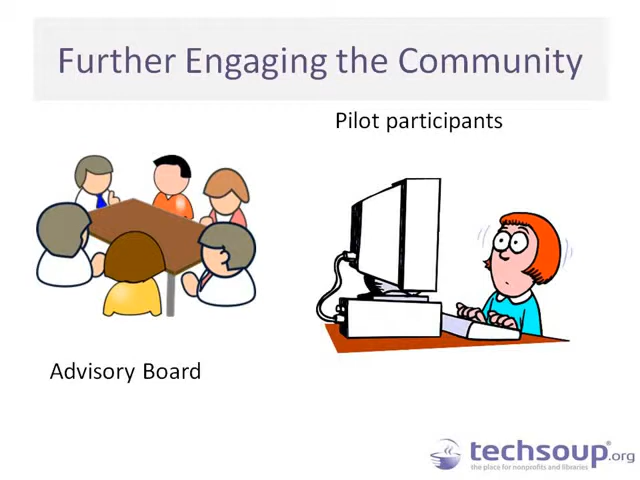 Further Engaging the Community
Pilot participants
Advisory Board
techsoup®.org
the place for nonprofits and libraries